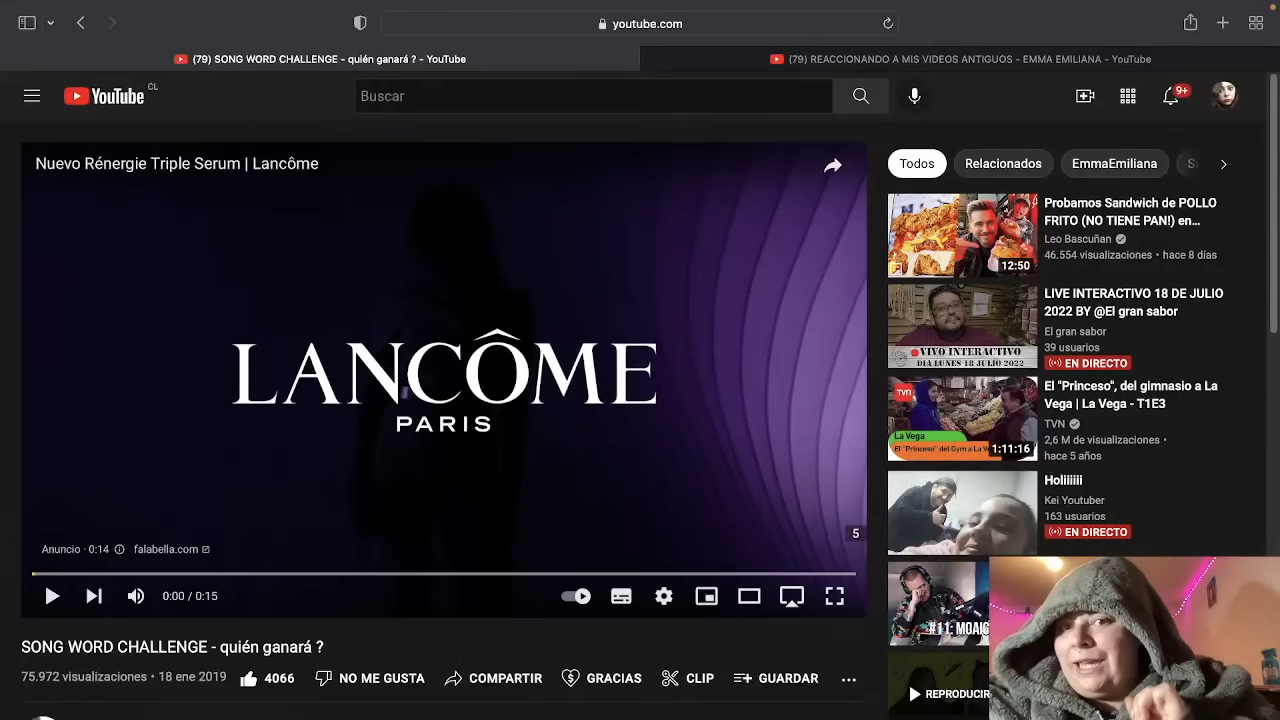 youtube.com
(79) SONG WORD CHALLENGE - quién ganará ? - YouTube
(79) REACCIONANDO A MIS VIDEOS ANTIGUOS - EMMA EMILIANA - YouTube
YouTube CL
Buscar
9+
Nuevo Rénergie Triple Serum | Lancôme
LANCÔME
PARIS
5
Anuncio · 0:14
falabella.com
0:00 / 0:15
SONG WORD CHALLENGE - quién ganará ?
75.972 visualizaciones • 18 ene 2019
4066
NO ME GUSTA
COMPARTIR
GRACIAS
CLIP
GUARDAR
Todos
Relacionados
EmmaEmiliana
12:50
Probamos Sandwich de POLLO
FRITO (NO TIENE PAN!) en...
Leo Bascuñan
46.554 visualizaciones • hace 8 días
VIVO INTERACTIVO
DIA LUNES 18 JULIO 2022
LIVE INTERACTIVO 18 DE JULIO
2022 BY @El gran sabor
El gran sabor
39 usuarios
EN DIRECTO
TVN
La Vega
El "Princeso" del Gym a La
1:11:16
El "Princeso", del gimnasio a La
Vega | La Vega - T1E3
TVN
2,6 M de visualizaciones •
hace 5 años
Holiiiiii
Kei Youtuber
163 usuarios
EN DIRECTO
#11: MOAIG
REPRODUCIR